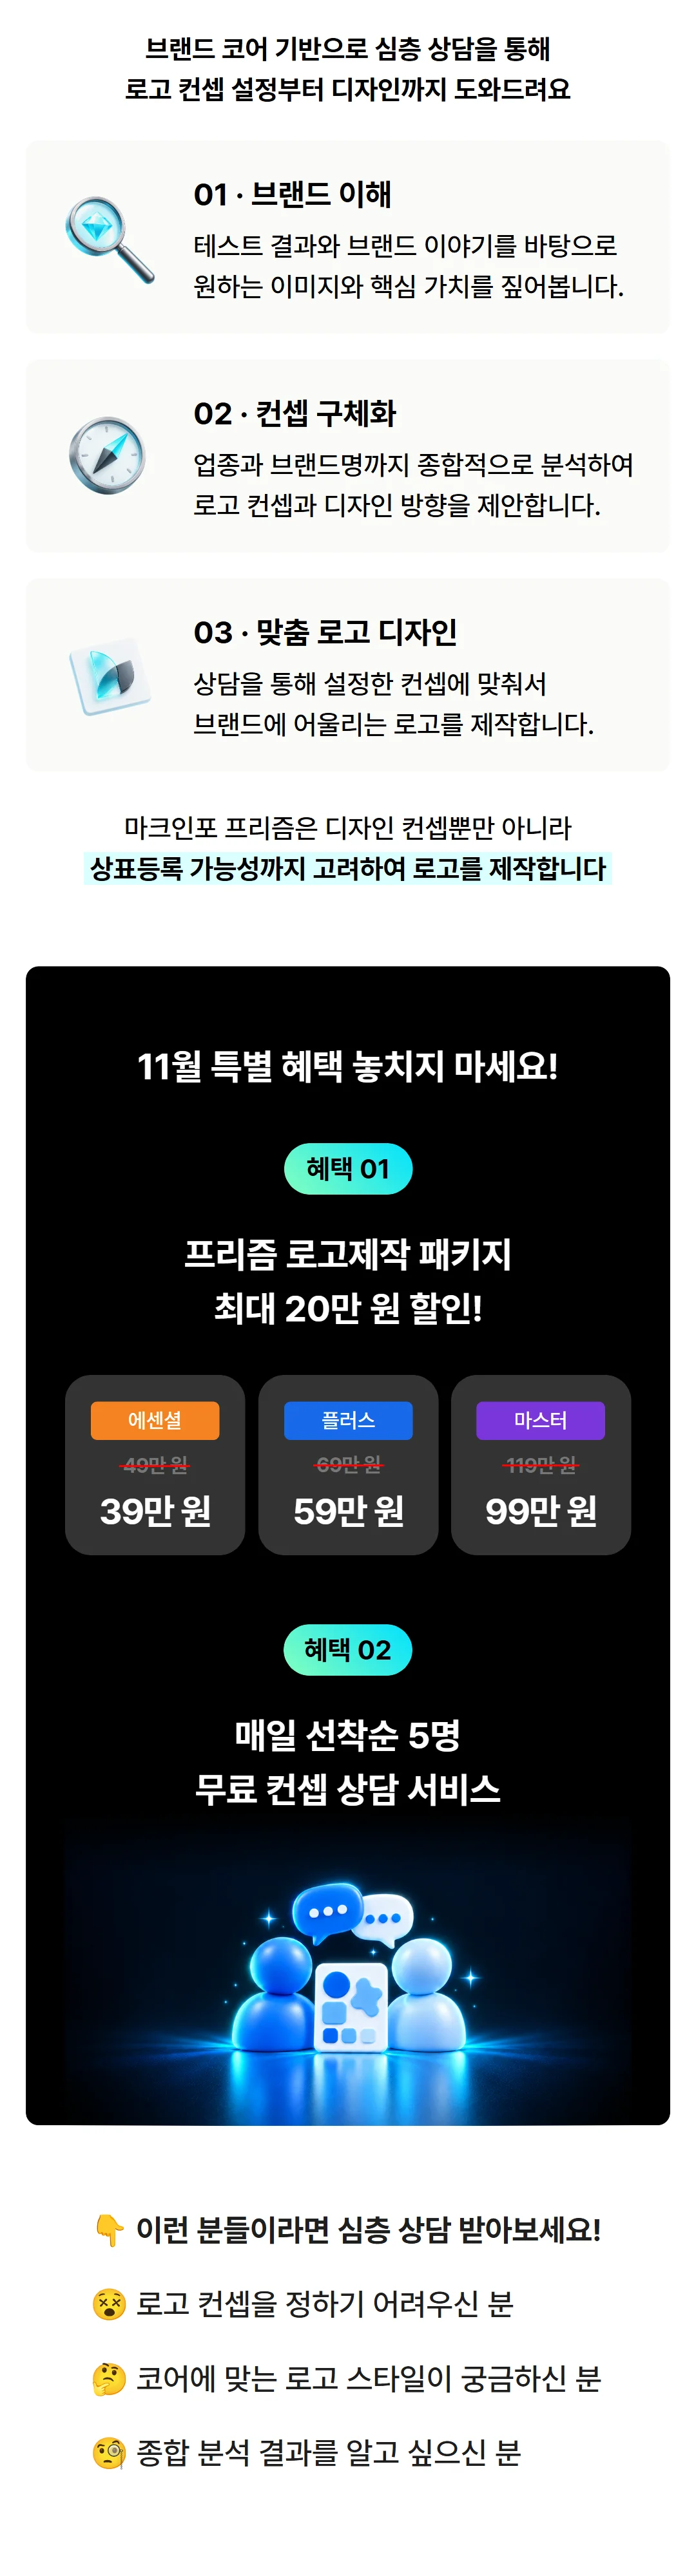 브랜드 코어 기반으로 심층 상담을 통해
로고 컨셉 설정부터 디자인까지 도와드려요
01 · 브랜드 이해
테스트 결과와 브랜드 이야기를 바탕으로
원하는 이미지와 핵심 가치를 짚어봅니다.
02 · 컨셉 구체화
업종과 브랜드명까지 종합적으로 분석하여
로고 컨셉과 디자인 방향을 제안합니다.
03 · 맞춤 로고 디자인
상담을 통해 설정한 컨셉에 맞춰서
브랜드에 어울리는 로고를 제작합니다.
마크인포 프리즘은 디자인 컨셉뿐만 아니라
상표등록 가능성까지 고려하여 로고를 제작합니다
11월 특별 혜택 놓치지 마세요!
혜택 01
프리즘 로고제작 패키지
최대 20만 원 할인!
에센셜
49만 원
39만 원
플러스
69만 원
59만 원
마스터
119만 원
99만 원
혜택 02
매일 선착순 5명
무료 컨셉 상담 서비스
👇 이런 분들이라면 심층 상담 받아보세요!
😵 로고 컨셉을 정하기 어려우신 분
🤔 코어에 맞는 로고 스타일이 궁금하신 분
🧐 종합 분석 결과를 알고 싶으신 분